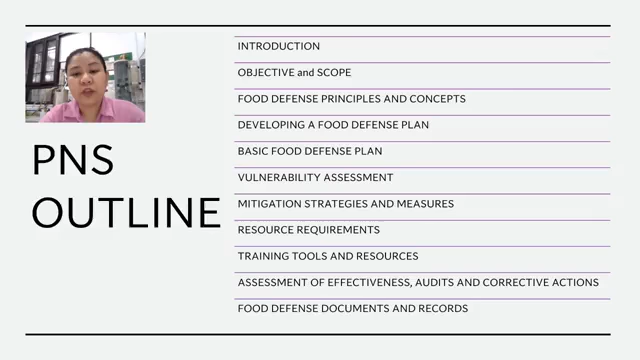 PNS
OUTLINE
INTRODUCTION
OBJECTIVE and SCOPE
FOOD DEFENSE PRINCIPLES AND CONCEPTS
DEVELOPING A FOOD DEFENSE PLAN
BASIC FOOD DEFENSE PLAN
VULNERABILITY ASSESSMENT
MITIGATION STRATEGIES AND MEASURES
RESOURCE REQUIREMENTS
TRAINING TOOLS AND RESOURCES
ASSESSMENT OF EFFECTIVENESS, AUDITS AND CORRECTIVE ACTIONS
FOOD DEFENSE DOCUMENTS AND RECORDS